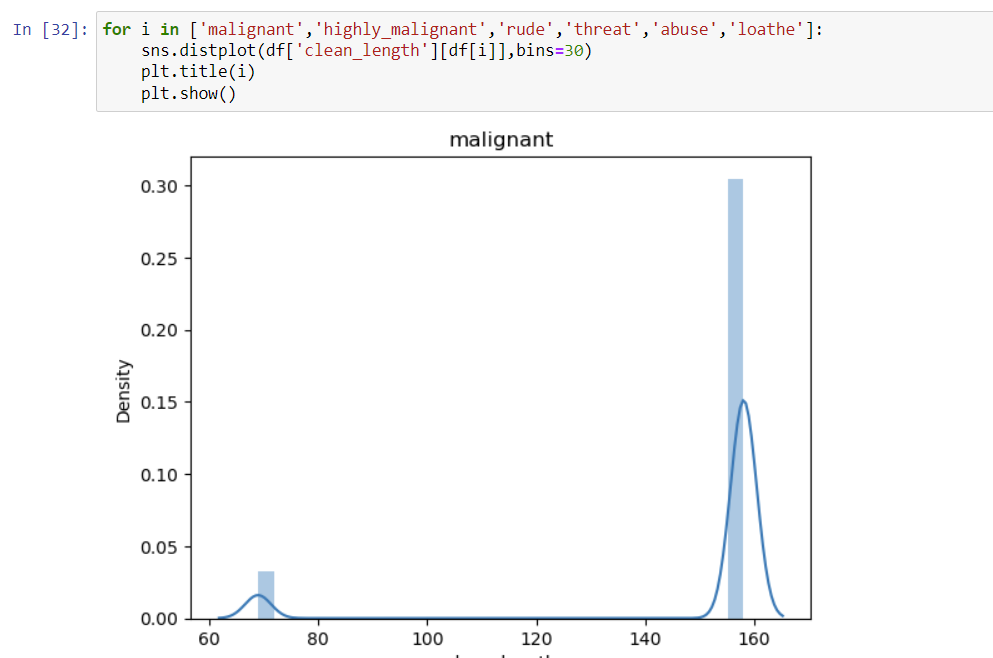 In [32]: for i in ['malignant','highly_malignant','rude','threat','abuse','loathe']:
sns.distplot(df['clean_length'][df[i]],bins=30)
plt.title(i)
plt.show()
malignant
0.30
0.25
0.20
0.15
0.10
0.05
0.00
Density
60 80 100 120 140 160